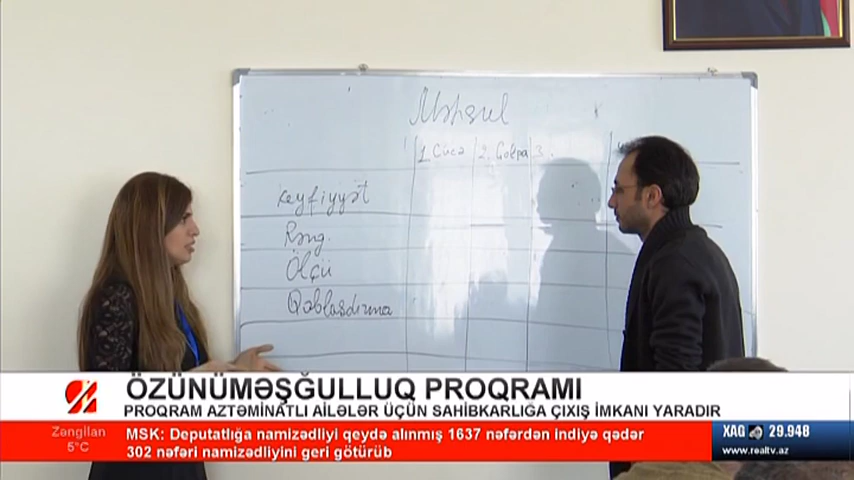 Məhsul
1. Cücə 2. Çolpa 3.
Keyfiyyət
Rəng.
Ölçü
Qablaşdırma
ÖZÜNÜMƏŞĞULLUQ PROQRAMI
PROQRAM AZTƏMİNATLI AİLƏLƏR ÜÇÜN SAHİBKARLIĞA ÇIXIŞ İMKANI YARADIR
Zəngilan
5°C
MSK: Deputatlığa namizədliyi qeydə alınmış 1637 nəfərdən indiyə qədər
302 nəfəri namizədliyini geri götürüb
XAG 29.948
www.realtv.az